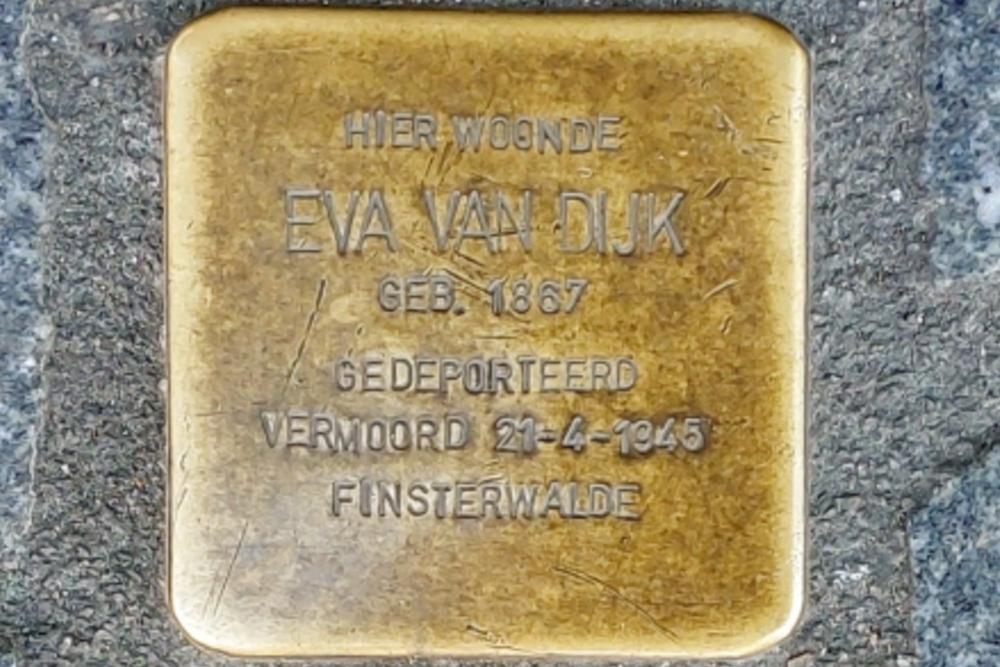 HIER WOONDE
EVA VAN DIJK
GEB. 1867
GEDEPORTEERD
VERMOORD 21-4-1945
FINSTERWALDE